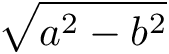 √(a² − b²)